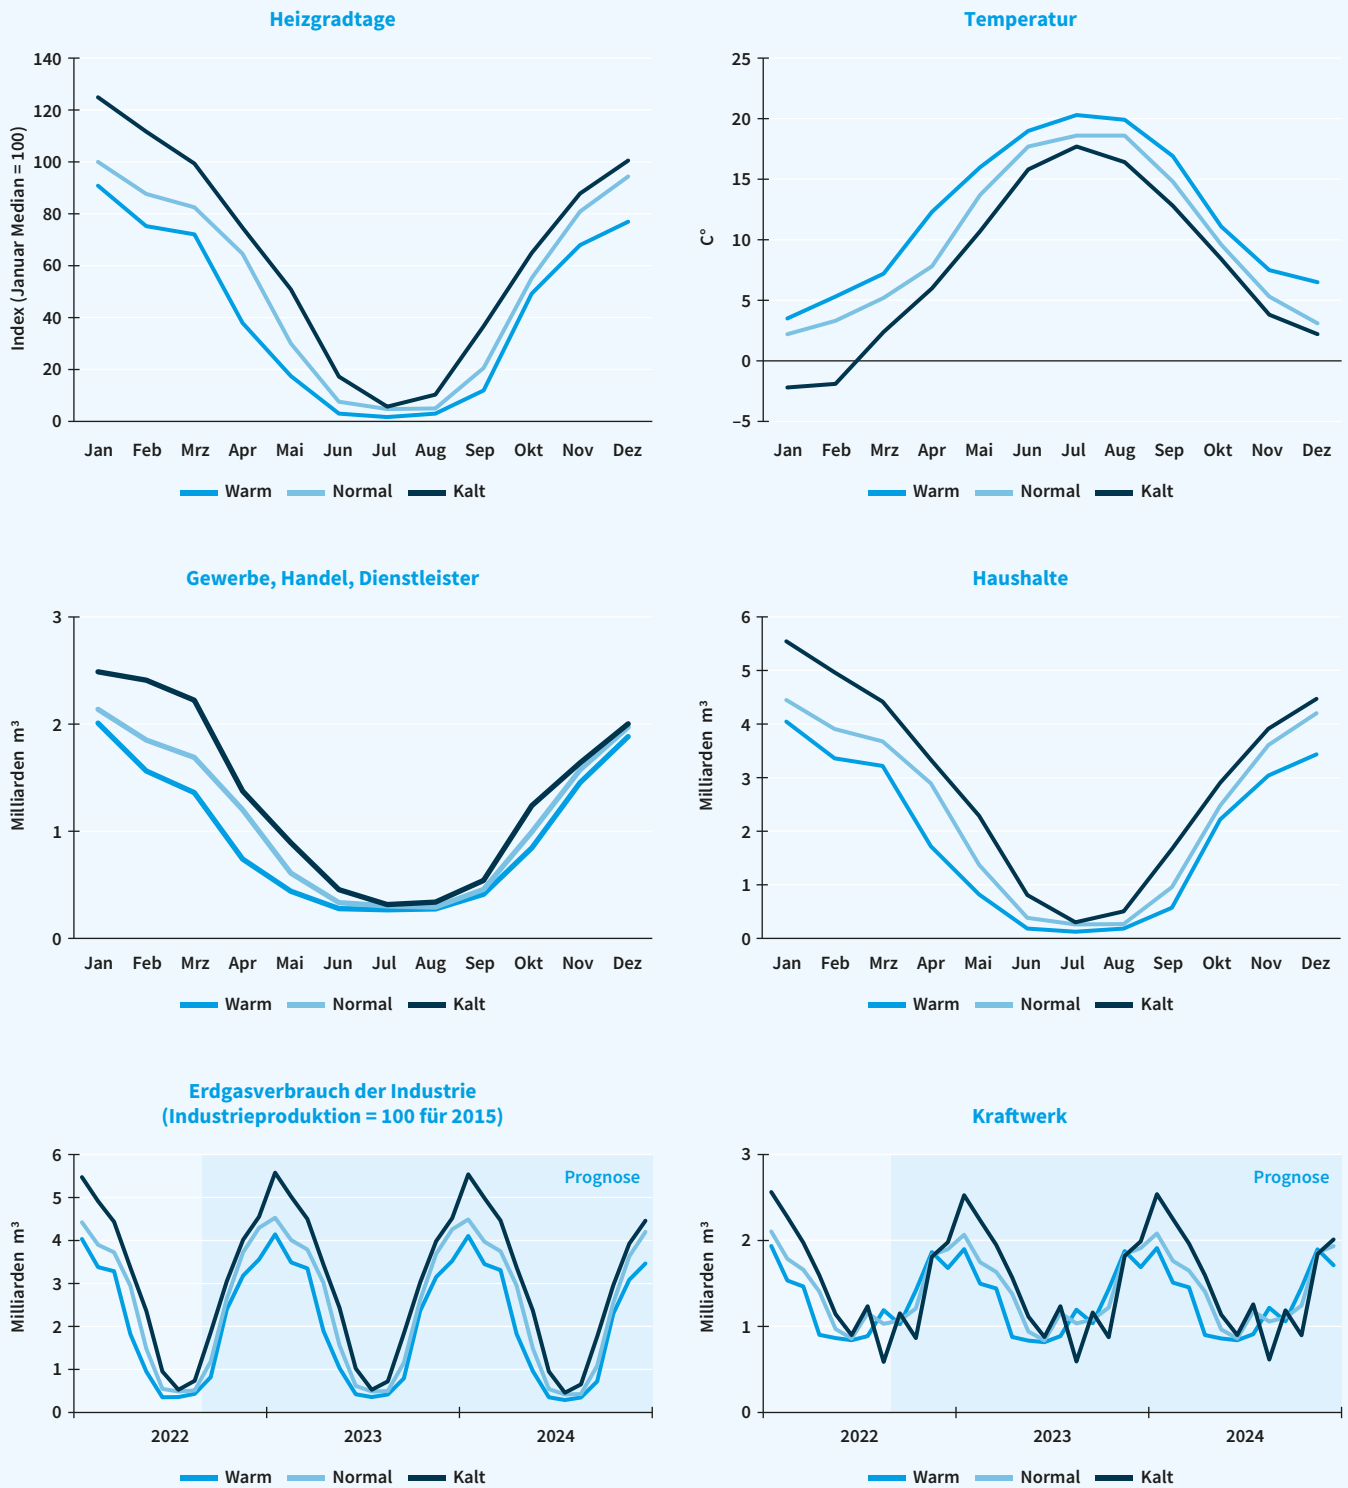 Heizgradtage
Index (Januar Median = 100)
140
120
100
80
60
40
20
0
Jan Feb Mrz Apr Mai Jun Jul Aug Sep Okt Nov Dez
Warm Normal Kalt
Temperatur
C°
25
20
15
10
5
0
–5
Jan Feb Mrz Apr Mai Jun Jul Aug Sep Okt Nov Dez
Warm Normal Kalt
Gewerbe, Handel, Dienstleister
Milliarden m³
3
2
1
0
Jan Feb Mrz Apr Mai Jun Jul Aug Sep Okt Nov Dez
Warm Normal Kalt
Haushalte
Milliarden m³
6
5
4
3
2
1
0
Jan Feb Mrz Apr Mai Jun Jul Aug Sep Okt Nov Dez
Warm Normal Kalt
Erdgasverbrauch der Industrie
(Industrieproduktion = 100 für 2015)
Milliarden m³
6
5
4
3
2
1
0
Prognose
2022 2023 2024
Warm Normal Kalt
Kraftwerk
Milliarden m³
3
2
1
0
Prognose
2022 2023 2024
Warm Normal Kalt